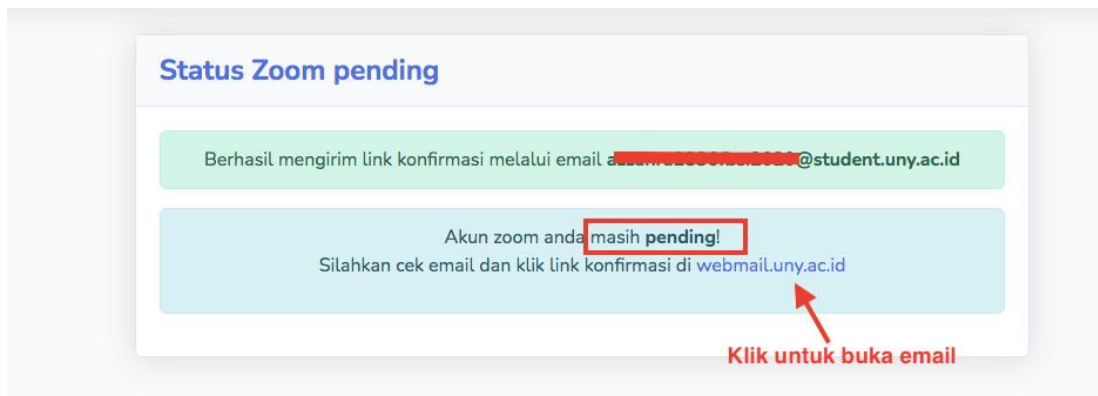 Status Zoom pending
Berhasil mengirim link konfirmasi melalui email @student.uny.ac.id
Akun zoom anda masih pending!
Silahkan cek email dan klik link konfirmasi di webmail.uny.ac.id
Klik untuk buka email